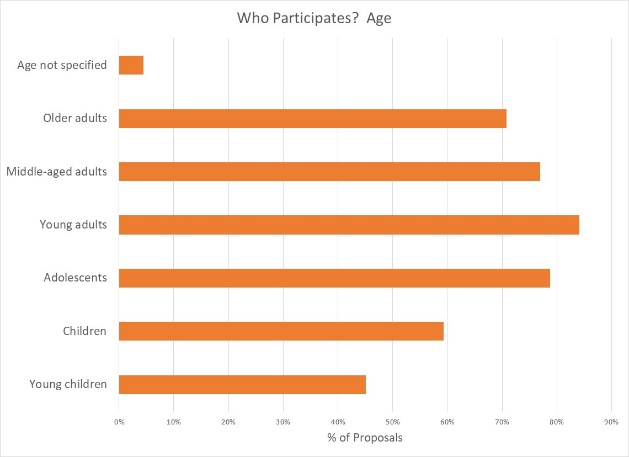 Who Participates?  Age
Age not specified
Older adults
Middle-aged adults
Young adults
Adolescents
Children
Young children
0% 10% 20% 30% 40% 50% 60% 70% 80% 90%
% of Proposals